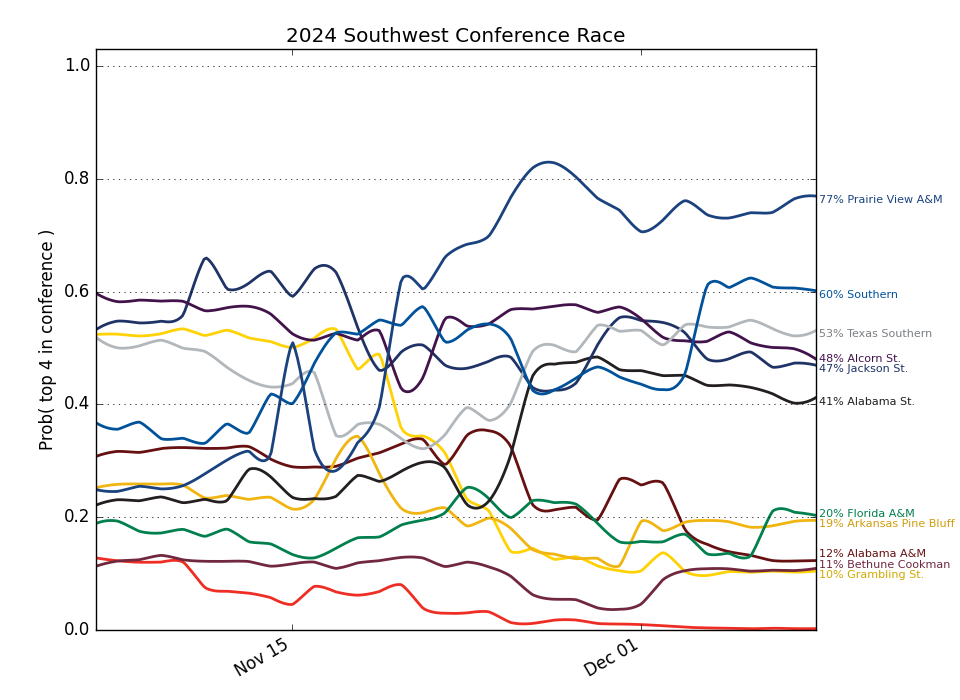 2024 Southwest Conference Race
Prob( top 4 in conference )
1.0
0.8
0.6
0.4
0.2
0.0
Nov 15
Dec 01
77% Prairie View A&M
60% Southern
53% Texas Southern
48% Alcorn St.
47% Jackson St.
41% Alabama St.
20% Florida A&M
19% Arkansas Pine Bluff
12% Alabama A&M
11% Bethune Cookman
10% Grambling St.